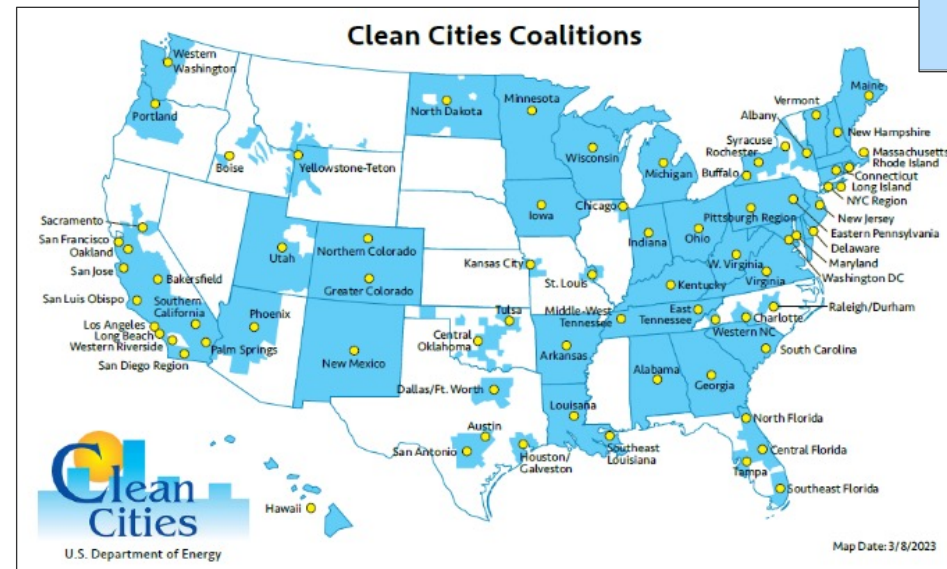 Clean Cities Coalitions
Western
Washington
Portland
Boise
Yellowstone-Teton
North Dakota
Minnesota
Wisconsin
Michigan
Iowa
Chicago
Indiana
Ohio
Vermont
Albany
Syracuse
Rochester
Buffalo
Maine
New Hampshire
Massachusetts
Rhode Island
Connecticut
Long Island
NYC Region
New Jersey
Eastern Pennsylvania
Delaware
Maryland
Washington DC
Pittsburgh Region
W. Virginia
Virginia
Kentucky
Sacramento
San Francisco
Oakland
San Jose
San Luis Obispo
Bakersfield
Southern
California
Los Angeles
Long Beach
Western Riverside
San Diego Region
Palm Springs
Phoenix
Utah
Northern Colorado
Greater Colorado
New Mexico
Kansas City
St. Louis
Tulsa
Central
Oklahoma
Middle-West
Tennessee
East
Tennessee
Arkansas
Western NC
Charlotte
Raleigh/Durham
South Carolina
Alabama
Georgia
Dallas/Ft. Worth
Austin
San Antonio
Houston/
Galveston
Louisiana
Southeast
Louisiana
North Florida
Central Florida
Tampa
Southeast Florida
Hawaii
Clean
Cities
U.S. Department of Energy
Map Date: 3/8/2023